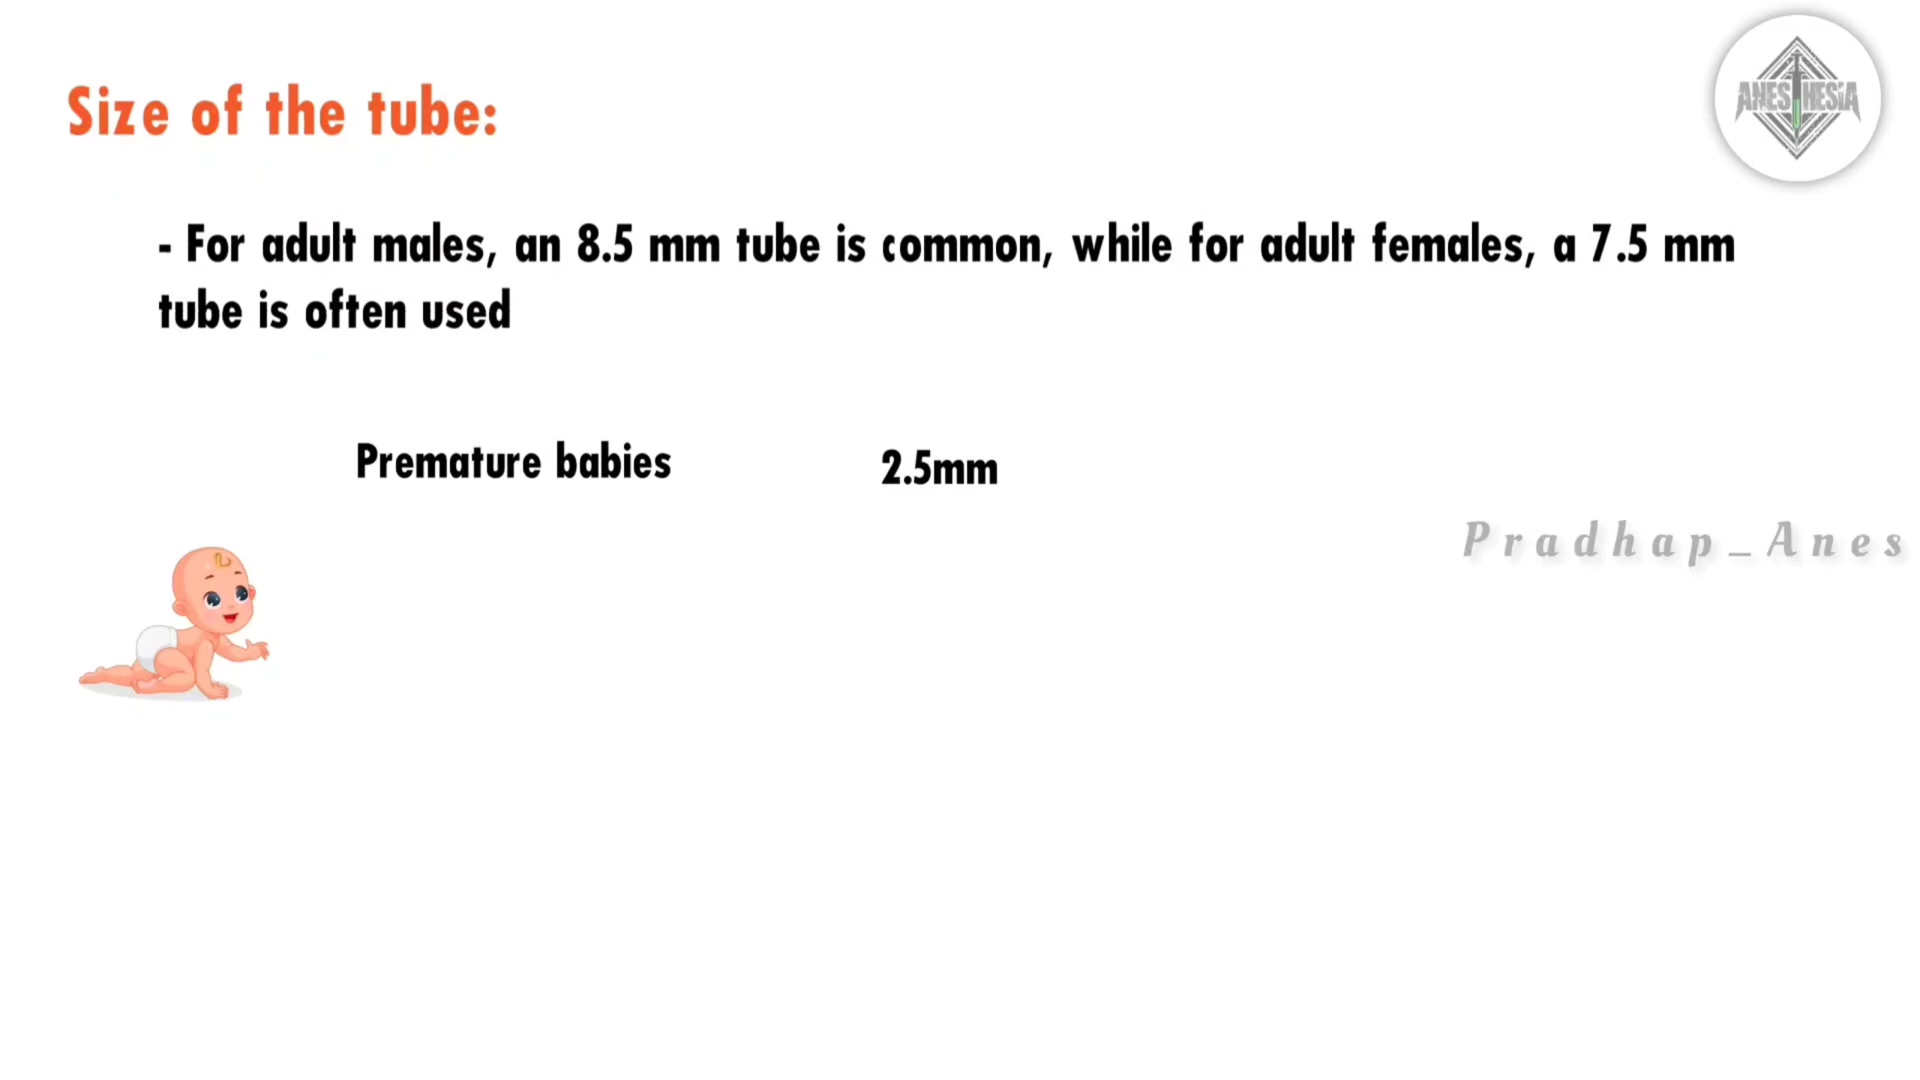 Size of the tube:
ANESTHESiA
- For adult males, an 8.5 mm tube is common, while for adult females, a 7.5 mm
tube is often used
Premature babies 2.5mm
Pradhap_Anes